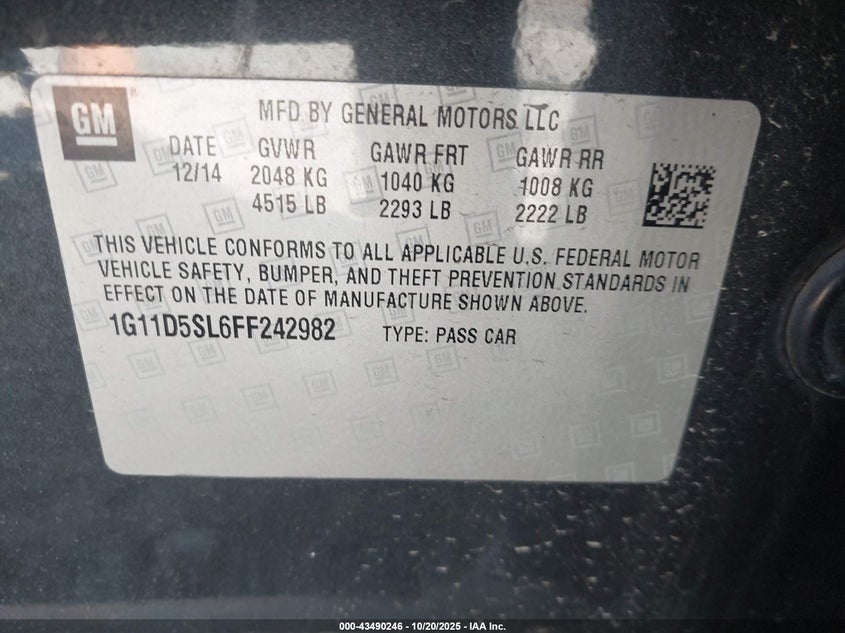 GM
MFD BY GENERAL MOTORS LLC
DATE GVWR GAWR FRT GAWR RR
12/14 2048 KG 1040 KG 1008 KG
4515 LB 2293 LB 2222 LB
THIS VEHICLE CONFORMS TO ALL APPLICABLE U.S. FEDERAL MOTOR
VEHICLE SAFETY, BUMPER, AND THEFT PREVENTION STANDARDS IN
EFFECT ON THE DATE OF MANUFACTURE SHOWN ABOVE.
1G11D5SL6FF242982 TYPE: PASS CAR
000-43490246 - 10/20/2025 - IAA Inc.